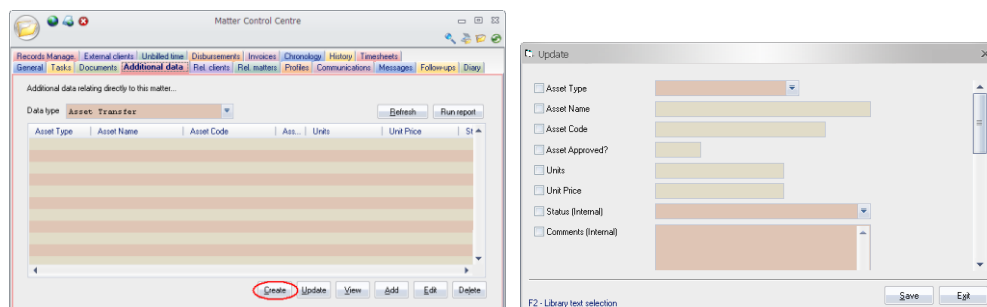 Matter Control Centre
Records Manage. External clients Unbilled time Disbursements Invoices Chronology History Timesheets
General Tasks Documents Additional data Rel. clients Rel. matters Profiles Communications Messages Follow-ups Diary
Additional data relating directly to this matter...
Data type Asset Transfer Refresh Run report
Asset Type Asset Name Asset Code Ass... Units Unit Price St
Create Update View Add Edit Delete
Update
Asset Type
Asset Name
Asset Code
Asset Approved?
Units
Unit Price
Status (Internal)
Comments (Internal)
Save Exit
F2 - Library text selection